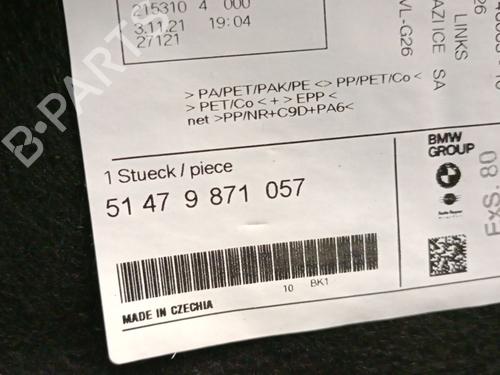 215310 4 000
3.11.21 19:04
27121
> PA/PET/PAK/PE <> PP/PET/Co <
> PET/Co < + > EPP <
net >PP/NR+C9D+PA6<
1 Stueck / piece
51 47 9 871 057
10 BK1
MADE IN CZECHIA
BMW
GROUP
VL-G26
LINKS
SA
80
B-PARTS